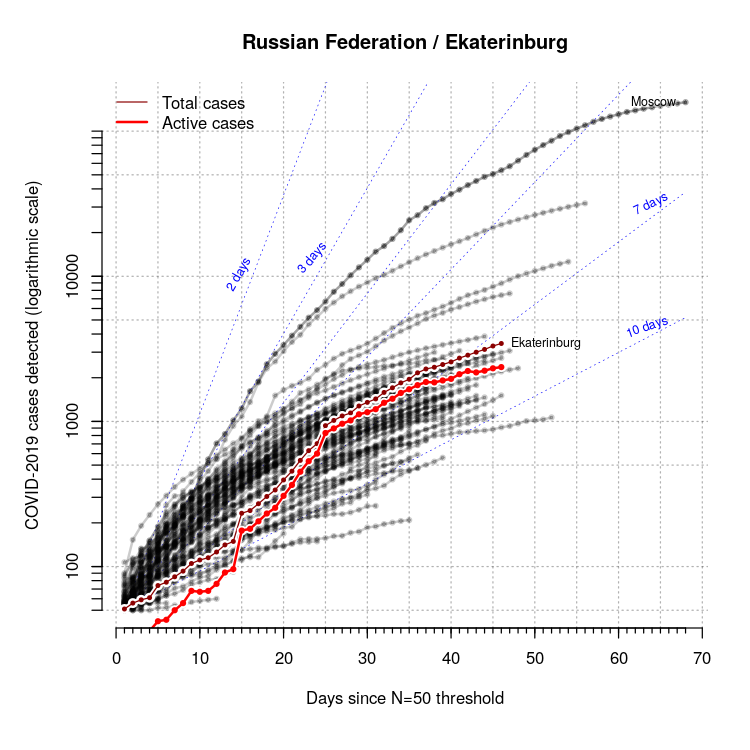 Russian Federation / Ekaterinburg
Total cases
Active cases
Moscow
7 days
2 days
3 days
10 days
Ekaterinburg
COVID-2019 cases detected (logarithmic scale)
10000
1000
100
0 10 20 30 40 50 60 70
Days since N=50 threshold